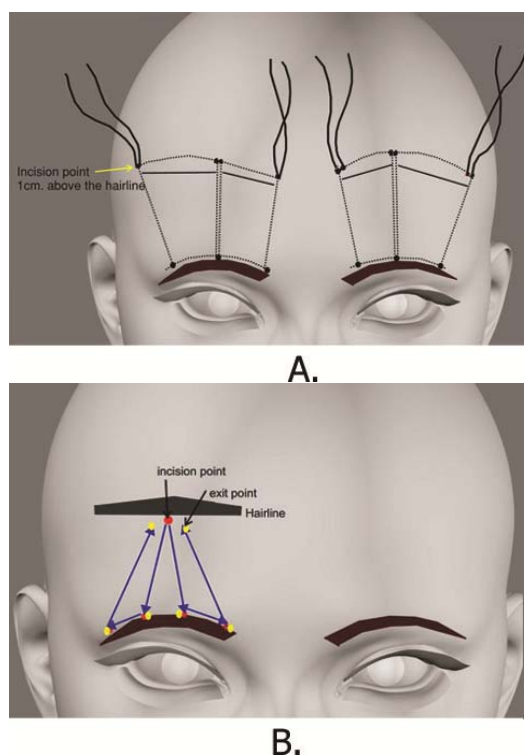 Incision point
1cm. above the hairline
A.
incision point
exit point
Hairline
B.